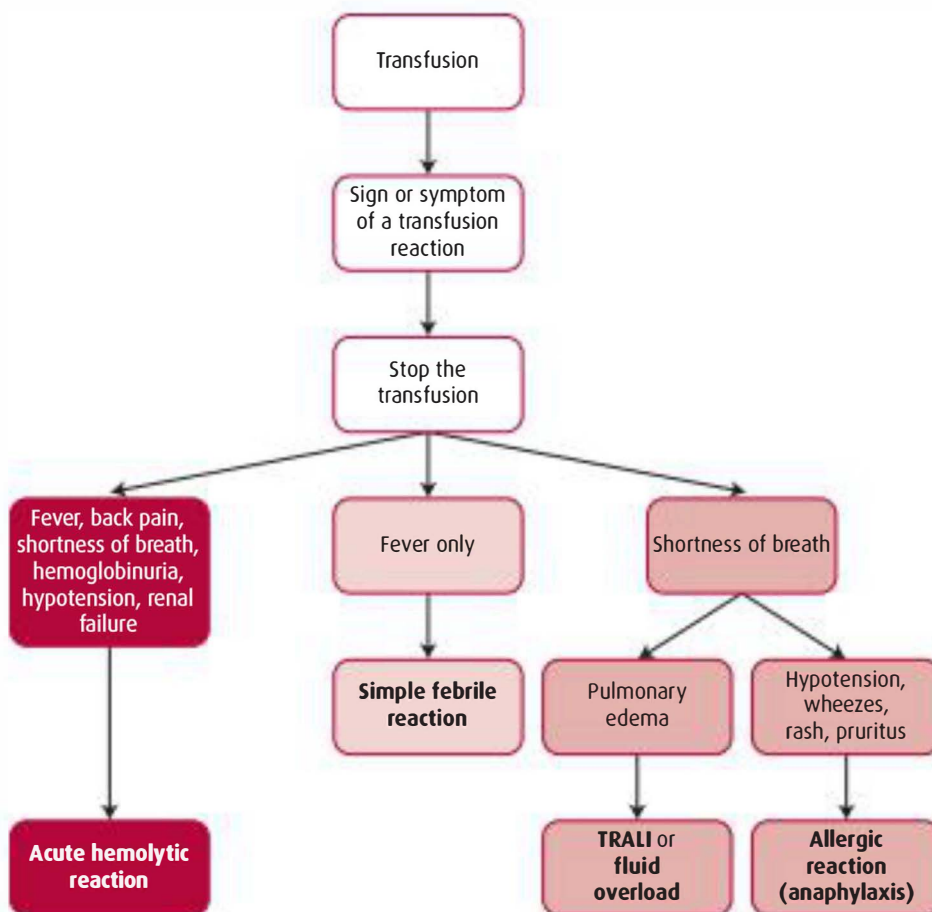 Transfusion
Sign or symptom
of a transfusion
reaction
Stop the
transfusion
Fever, back pain,
shortness of breath,
hemoglobinuria,
hypotension, renal
failure
Fever only
Shortness of breath
Simple febrile
reaction
Pulmonary
edema
Hypotension,
wheezes,
rash, pruritus
Acute hemolytic
reaction
TRALI or
fluid
overload
Allergic
reaction
(anaphylaxis)